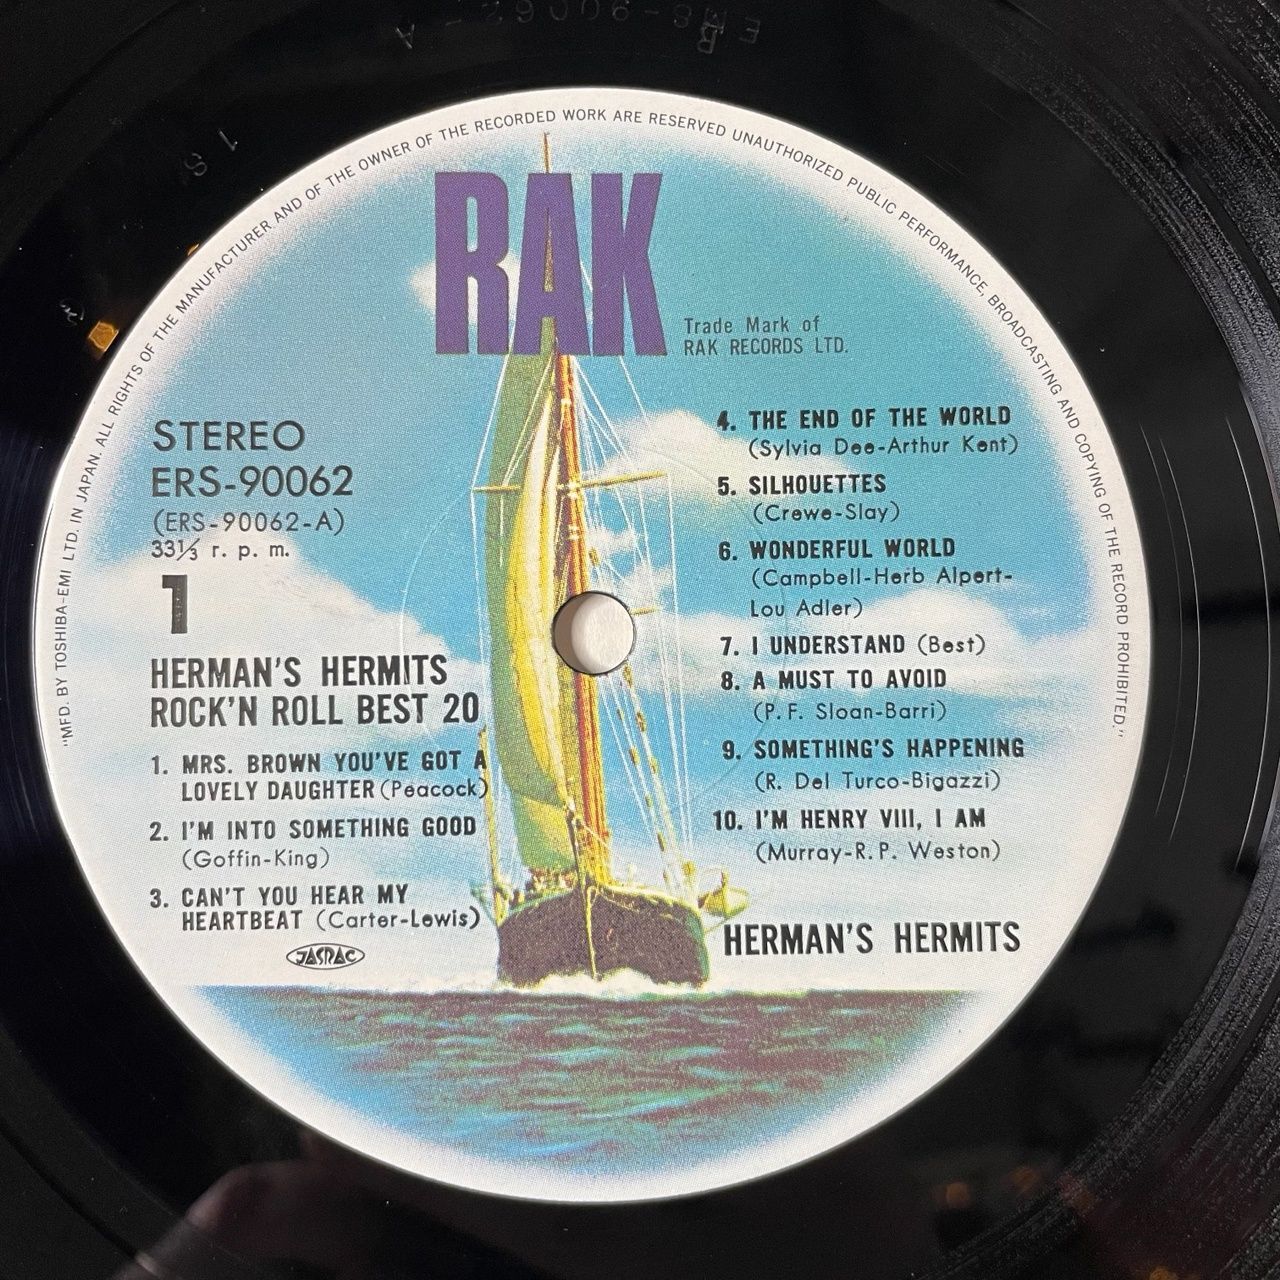 "MFD. BY TOSHIBA-EMI LTD. IN JAPAN. ALL RIGHTS OF THE MANUFACTURER AND OF THE OWNER OF THE RECORDED WORK ARE RESERVED UNAUTHORIZED PUBLIC PERFORMANCE, BROADCASTING AND COPYING OF THE RECORD PROHIBITED."
RAK
Trade Mark of
RAK RECORDS LTD.
STEREO
ERS-90062
(ERS-90062-A)
33⅓ r. p. m.
1
HERMAN'S HERMITS
ROCK'N ROLL BEST 20
1. MRS. BROWN YOU'VE GOT A
LOVELY DAUGHTER (Peacock)
2. I'M INTO SOMETHING GOOD
(Goffin-King)
3. CAN'T YOU HEAR MY
HEARTBEAT (Carter-Lewis)
JASRAC
4. THE END OF THE WORLD
(Sylvia Dee-Arthur Kent)
5. SILHOUETTES
(Crewe-Slay)
6. WONDERFUL WORLD
(Campbell-Herb Alpert-
Lou Adler)
7. I UNDERSTAND (Best)
8. A MUST TO AVOID
(P. F. Sloan-Barri)
9. SOMETHING'S HAPPENING
(R. Del Turco-Bigazzi)
10. I'M HENRY VIII, I AM
(Murray-R. P. Weston)
HERMAN'S HERMITS